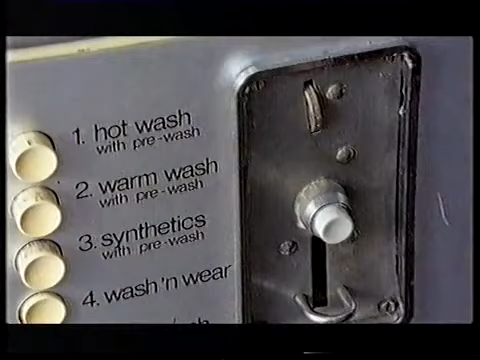 1. hot wash
with pre-wash
2. warm wash
with pre-wash
3. synthetics
with pre-wash
4. wash 'n wear